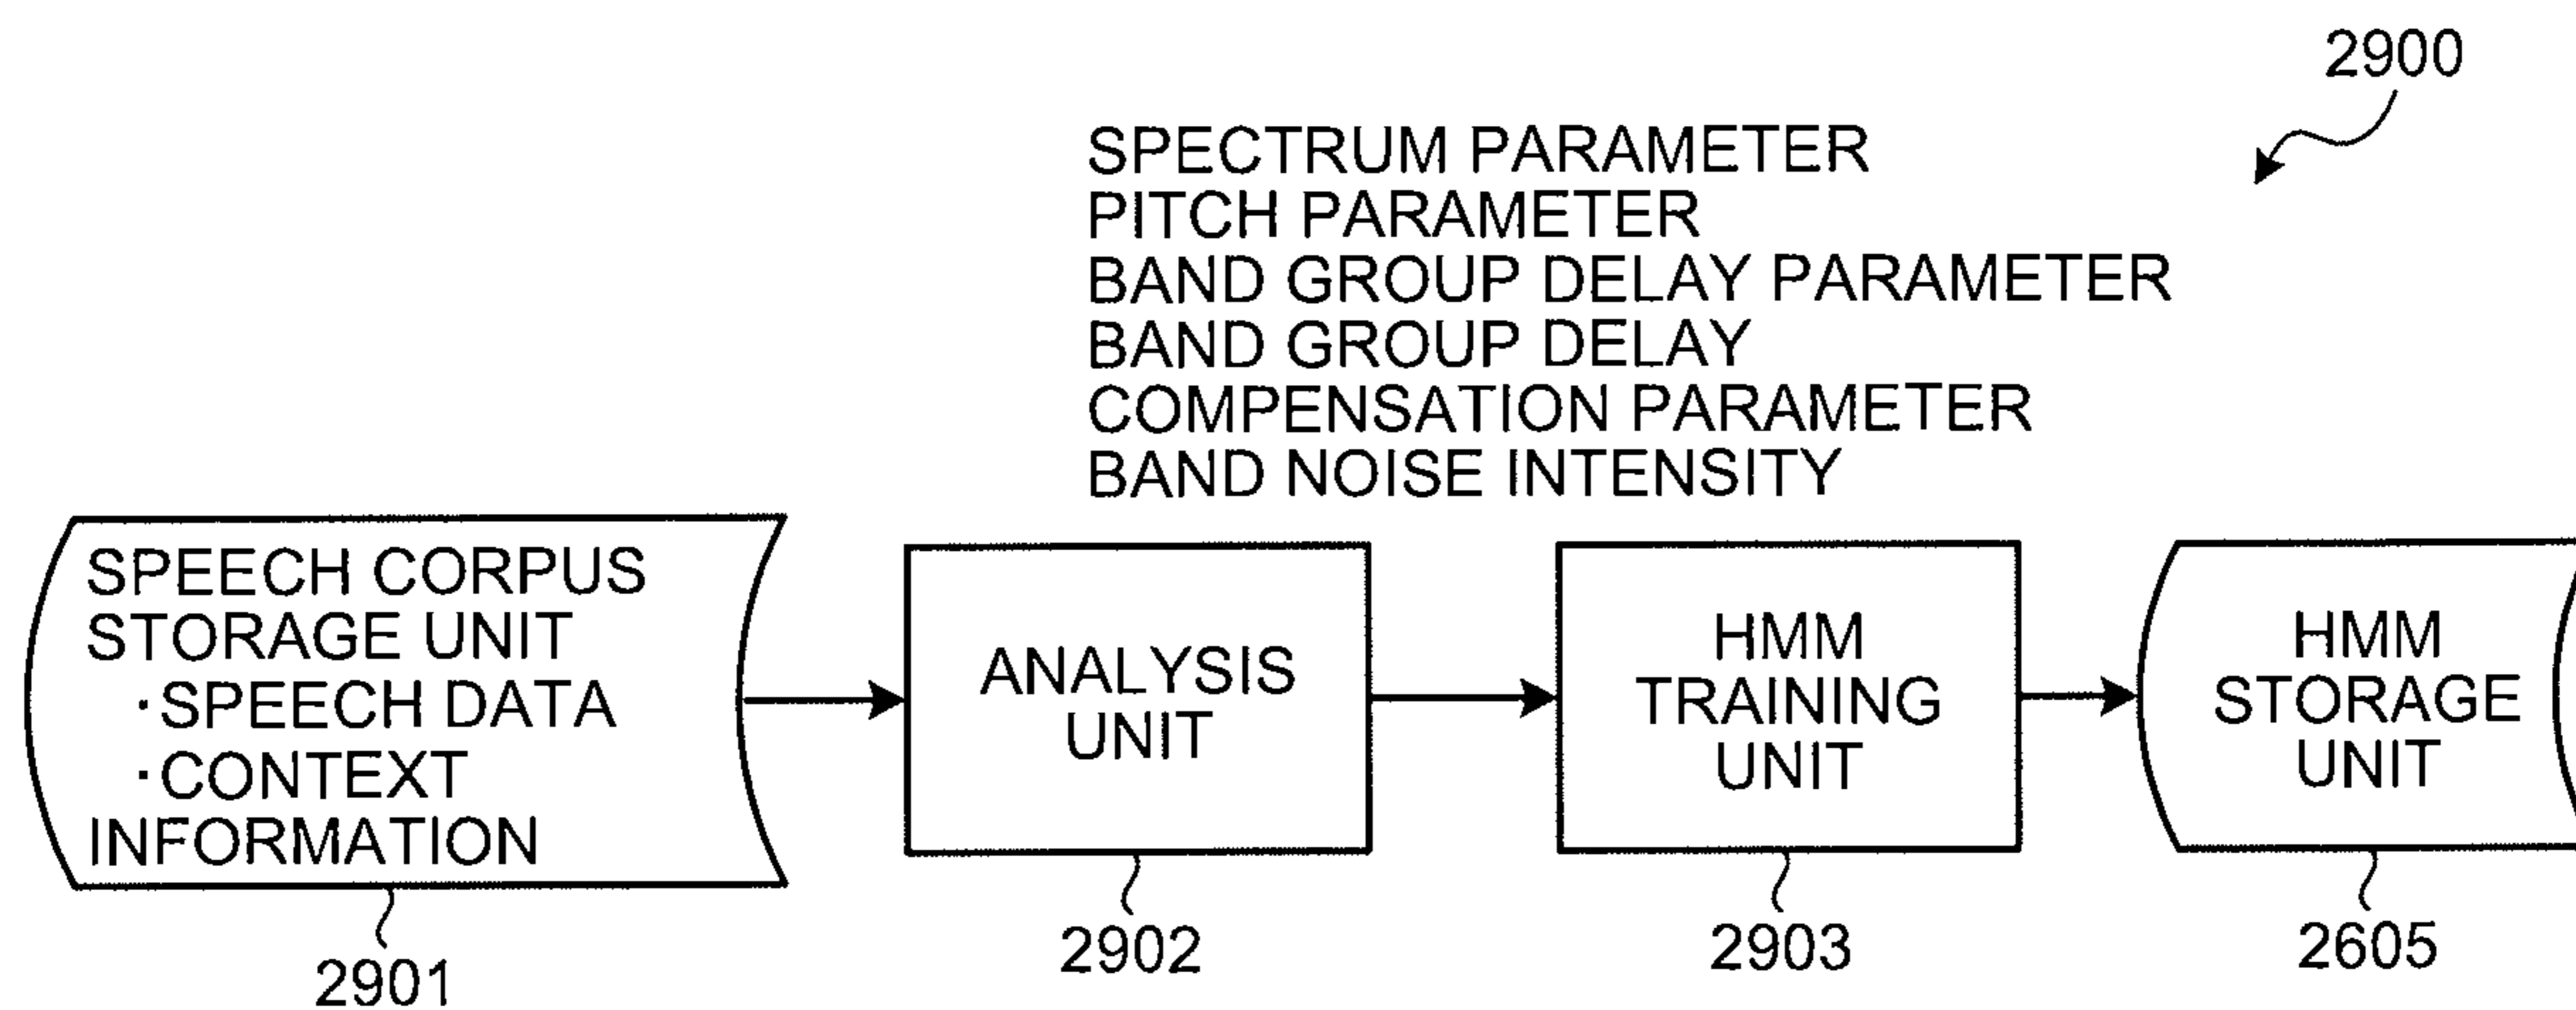 2900
SPECTRUM PARAMETER
PITCH PARAMETER
BAND GROUP DELAY PARAMETER
BAND GROUP DELAY
COMPENSATION PARAMETER
BAND NOISE INTENSITY
SPEECH CORPUS
STORAGE UNIT
·SPEECH DATA
·CONTEXT
INFORMATION
2901
ANALYSIS
UNIT
2902
HMM
TRAINING
UNIT
2903
HMM
STORAGE
UNIT
2605